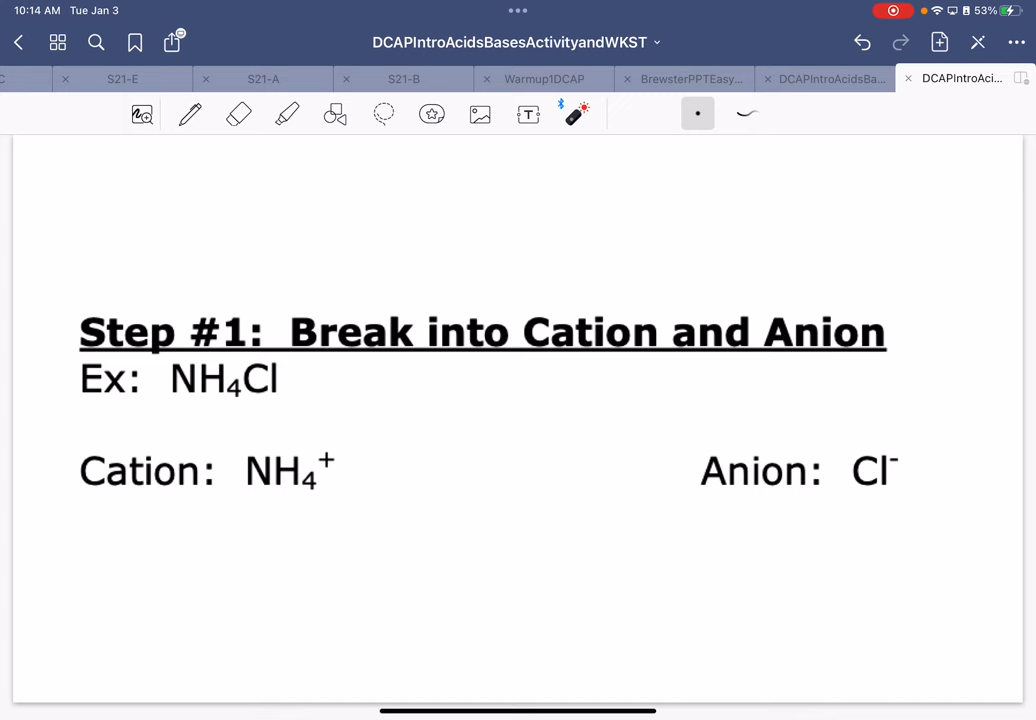 10:14 AM Tue Jan 3
53%
DCAPIntroAcidsBasesActivityandWKST
C
S21-E
S21-A
S21-B
Warmup1DCAP
BrewsterPPTEasy...
DCAPIntroAcidsBa...
DCAPIntroAci...
T
Step #1: Break into Cation and Anion
Ex: NH₄Cl
Cation: NH₄⁺
Anion: Cl⁻